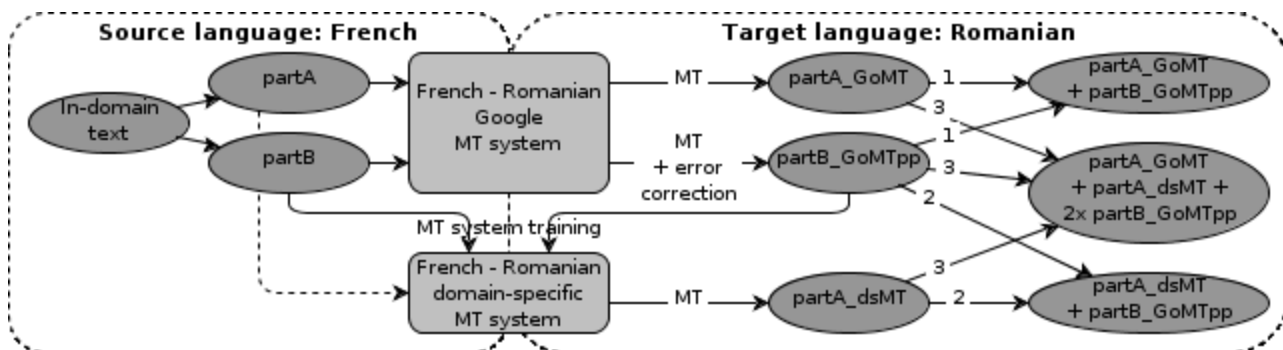 Source language: French
Target language: Romanian
In-domain
text
partA
partB
French - Romanian
Google
MT system
MT
MT
+ error
correction
partA_GoMT
partB_GoMTpp
1
3
1
3
2
partA_GoMT
+ partB_GoMTpp
partA_GoMT
+ partA_dsMT +
2x partB_GoMTpp
MT system training
French - Romanian
domain-specific
MT system
MT
partA_dsMT
3
2
partA_dsMT
+ partB_GoMTpp